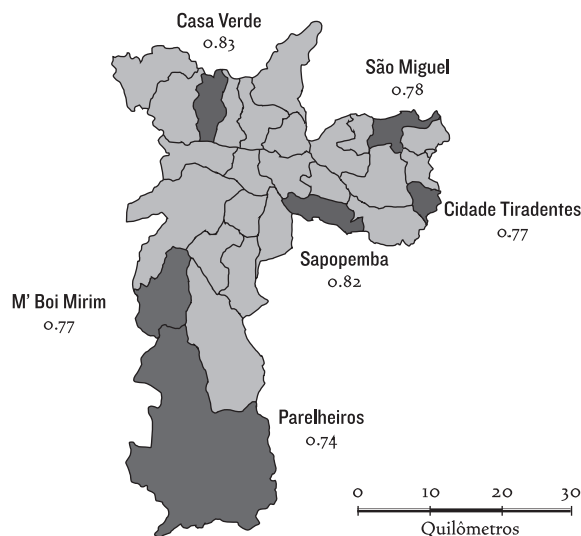 Casa Verde
0.83
São Miguel
0.78
Cidade Tiradentes
0.77
Sapopemba
0.82
M' Boi Mirim
0.77
Parelheiros
0.74
0 10 20 30
Quilômetros